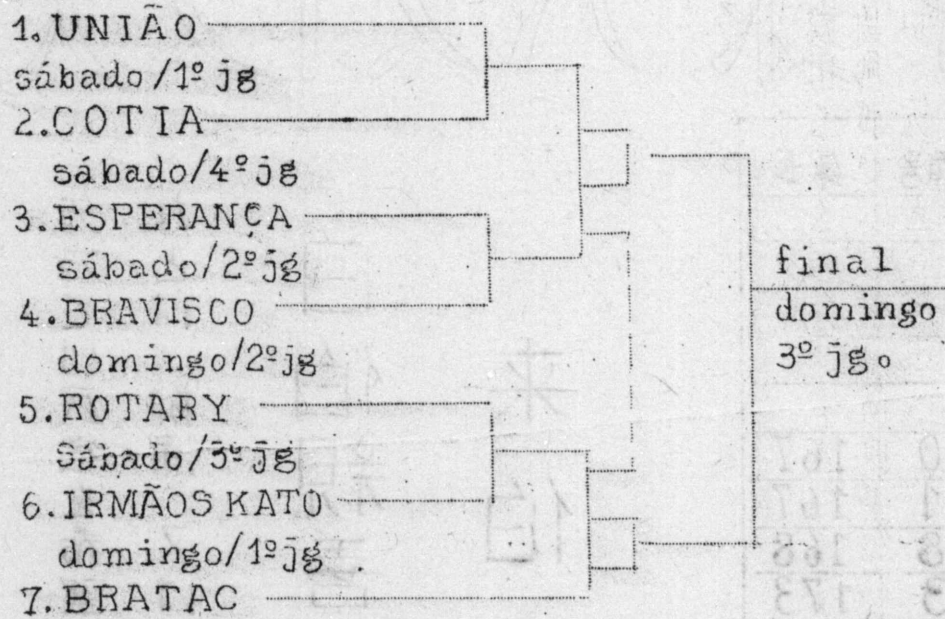 1. UNIÃO
sábado/1º jg
2. COTIA
sábado/4º jg
3. ESPERANÇA
sábado/2º jg
4. BRAVISCO
domingo/2º jg
5. ROTARY
Sábado/3º jg
6. IRMÃOS KATO
domingo/1º jg.
7. BRATAC
final
domingo
3º jg.